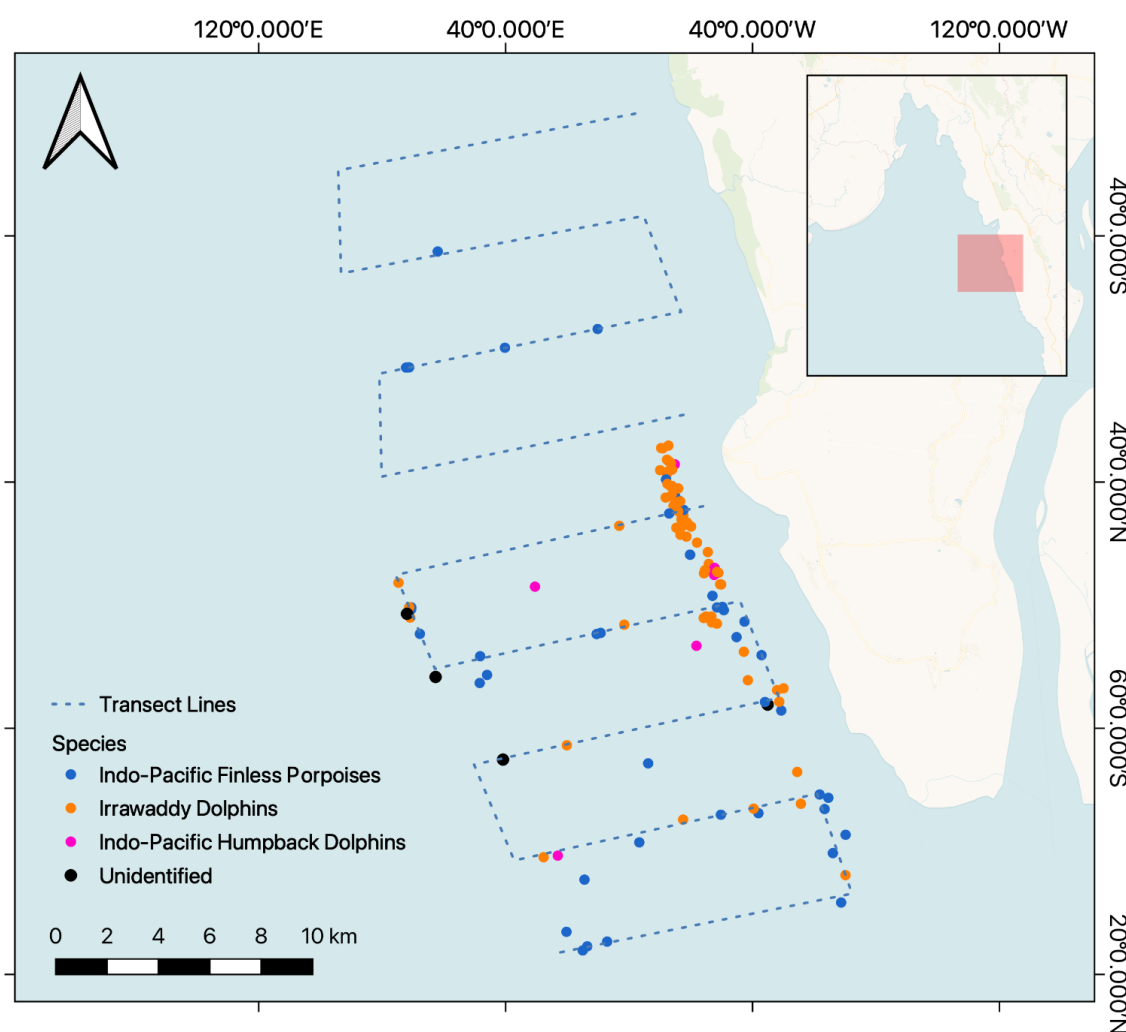 120°0.000′E 40°0.000′E 40°0.000′W 120°0.000′W
40°0.000′S
40°0.000′N
60°0.000′S
20°0.000′N
Transect Lines
Species
Indo-Pacific Finless Porpoises
Irrawaddy Dolphins
Indo-Pacific Humpback Dolphins
Unidentified
0 2 4 6 8 10 km